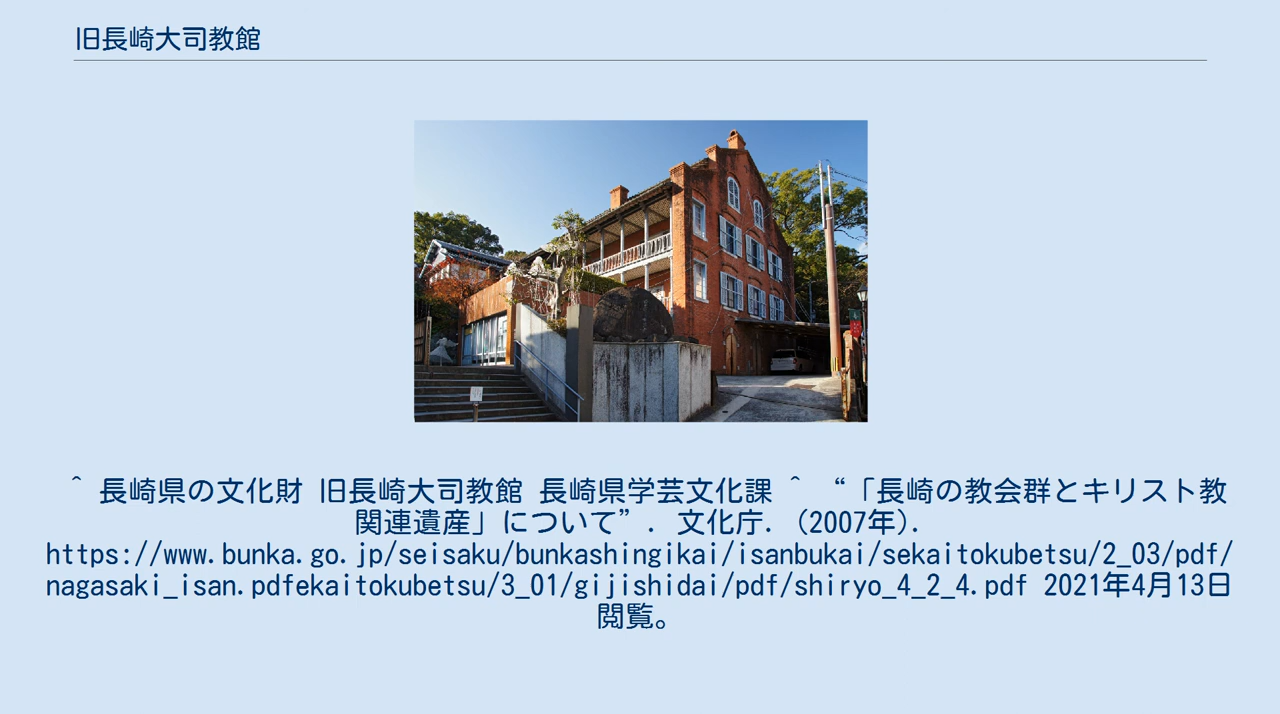 旧長崎大司教館
^ 長崎県の文化財 旧長崎大司教館 長崎県学芸文化課 ^ “「長崎の教会群とキリスト教
関連遺産」について”. 文化庁. (2007年).
https://www.bunka.go.jp/seisaku/bunkashingikai/isanbukai/sekaitokubetsu/2_03/pdf/
nagasaki_isan.pdfekaitokubetsu/3_01/gijishidai/pdf/shiryo_4_2_4.pdf 2021年4月13日
閲覧。